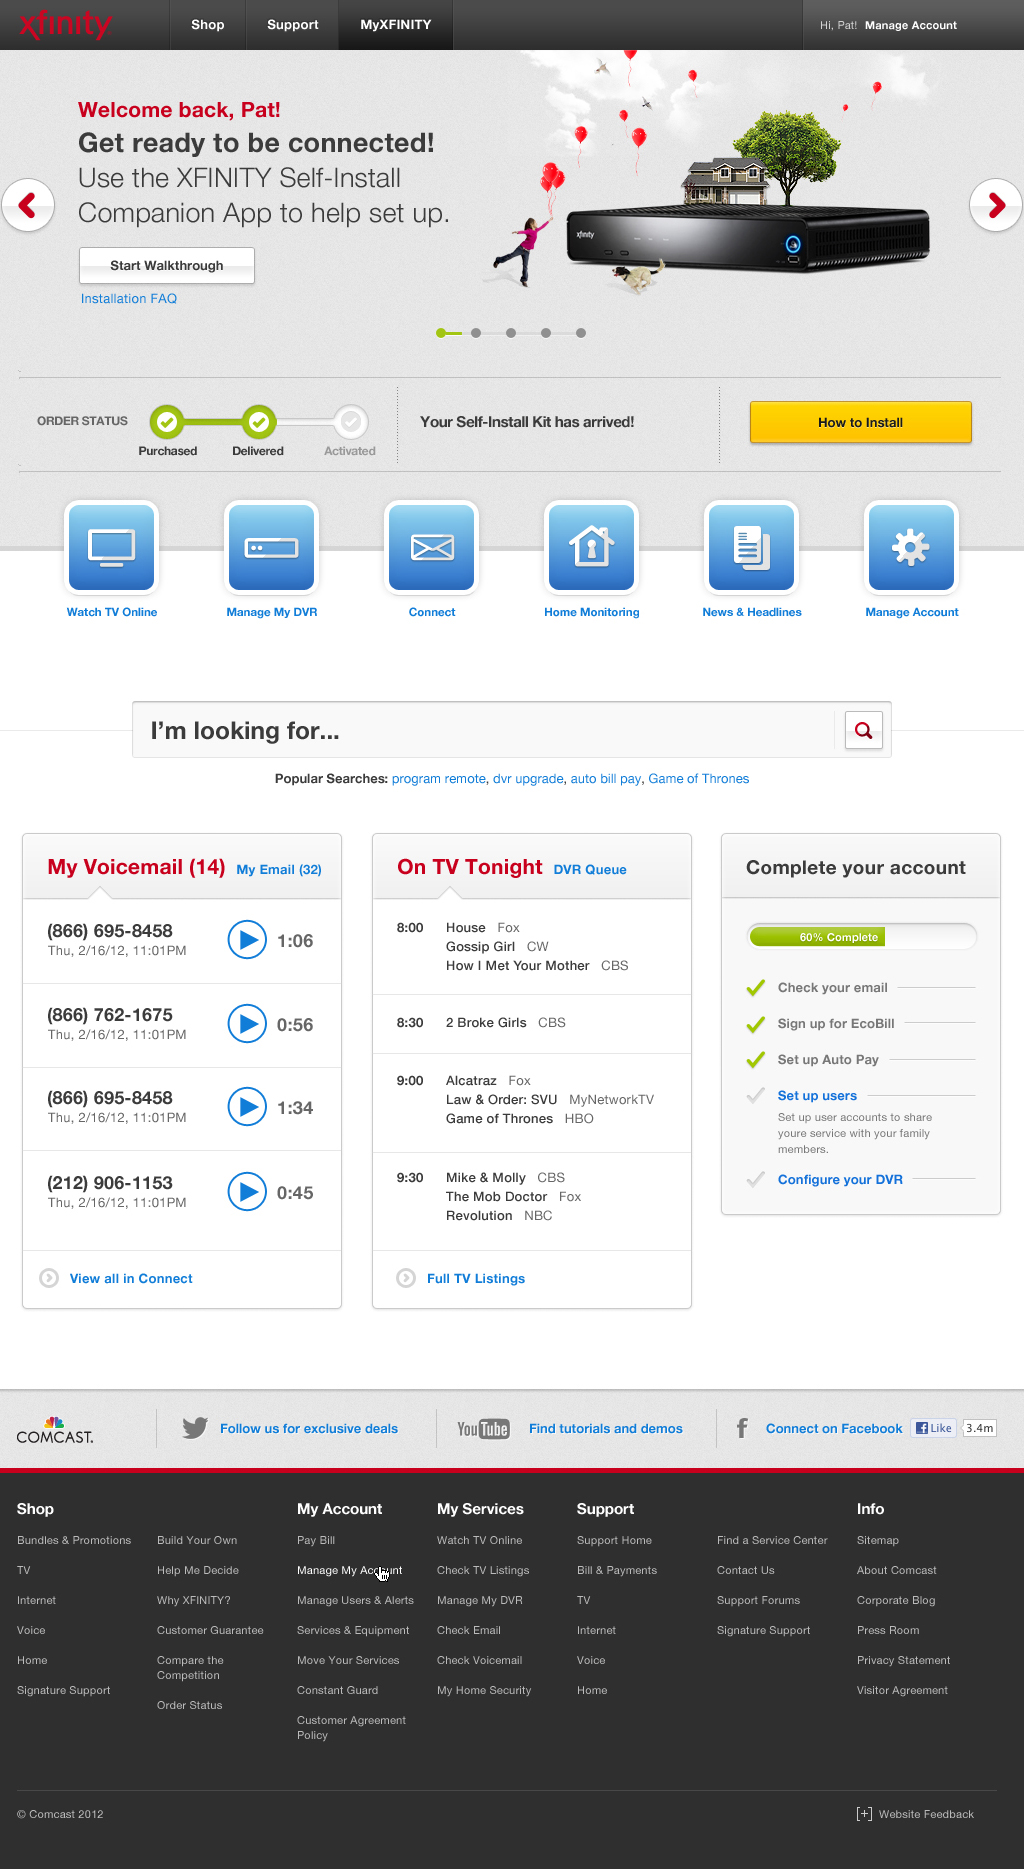 xfinity
Shop
Support
MyXFINITY
Hi, Pat! Manage Account
Welcome back, Pat!
Get ready to be connected!
Use the XFINITY Self-Install
Companion App to help set up.
Start Walkthrough
Installation FAQ
xfinity
ORDER STATUS
Purchased
Delivered
Activated
Your Self-Install Kit has arrived!
How to Install
Watch TV Online
Manage My DVR
Connect
Home Monitoring
News & Headlines
Manage Account
I'm looking for...
Popular Searches: program remote, dvr upgrade, auto bill pay, Game of Thrones
My Voicemail (14) My Email (32)
(866) 695-8458
Thu, 2/16/12, 11:01PM
1:06
(866) 762-1675
Thu, 2/16/12, 11:01PM
0:56
(866) 695-8458
Thu, 2/16/12, 11:01PM
1:34
(212) 906-1153
Thu, 2/16/12, 11:01PM
0:45
View all in Connect
On TV Tonight DVR Queue
8:00 House Fox
Gossip Girl CW
How I Met Your Mother CBS
8:30 2 Broke Girls CBS
9:00 Alcatraz Fox
Law & Order: SVU MyNetworkTV
Game of Thrones HBO
9:30 Mike & Molly CBS
The Mob Doctor Fox
Revolution NBC
Full TV Listings
Complete your account
60% Complete
Check your email
Sign up for EcoBill
Set up Auto Pay
Set up users
Set up user accounts to share
youre service with your family
members.
Configure your DVR
COMCAST.
Follow us for exclusive deals
YouTube
Find tutorials and demos
Connect on Facebook
Like
3.4m
Shop
Bundles & Promotions
TV
Internet
Voice
Home
Signature Support
Build Your Own
Help Me Decide
Why XFINITY?
Customer Guarantee
Compare the
Competition
Order Status
My Account
Pay Bill
Manage My Account
Manage Users & Alerts
Services & Equipment
Move Your Services
Constant Guard
Customer Agreement
Policy
My Services
Watch TV Online
Check TV Listings
Manage My DVR
Check Email
Check Voicemail
My Home Security
Support
Support Home
Bill & Payments
TV
Internet
Voice
Home
Find a Service Center
Contact Us
Support Forums
Signature Support
Info
Sitemap
About Comcast
Corporate Blog
Press Room
Privacy Statement
Visitor Agreement
© Comcast 2012
[+] Website Feedback